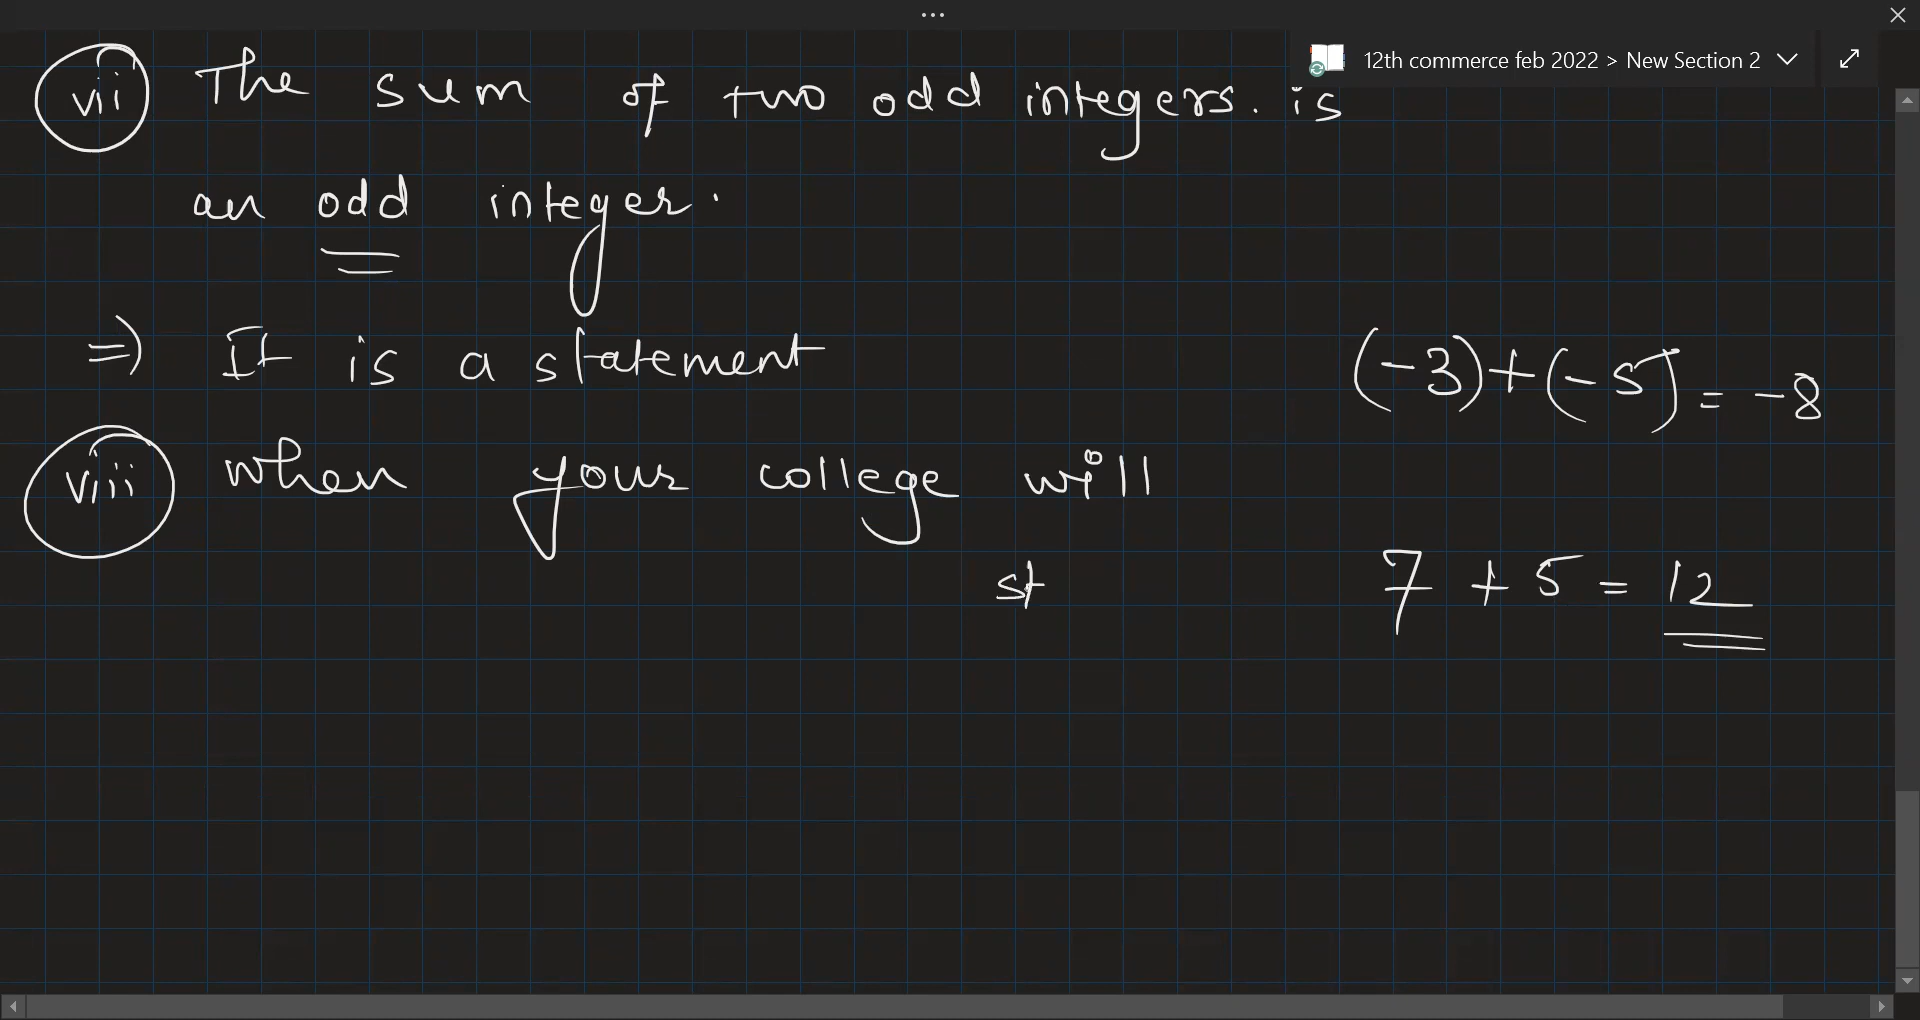 ...
12th commerce feb 2022 > New Section 2
vii The sum of two odd integers. is
an odd integer.
=) It is a statement
(-3)+(-5) = -8
viii when your college will
st
7 + 5 = 12